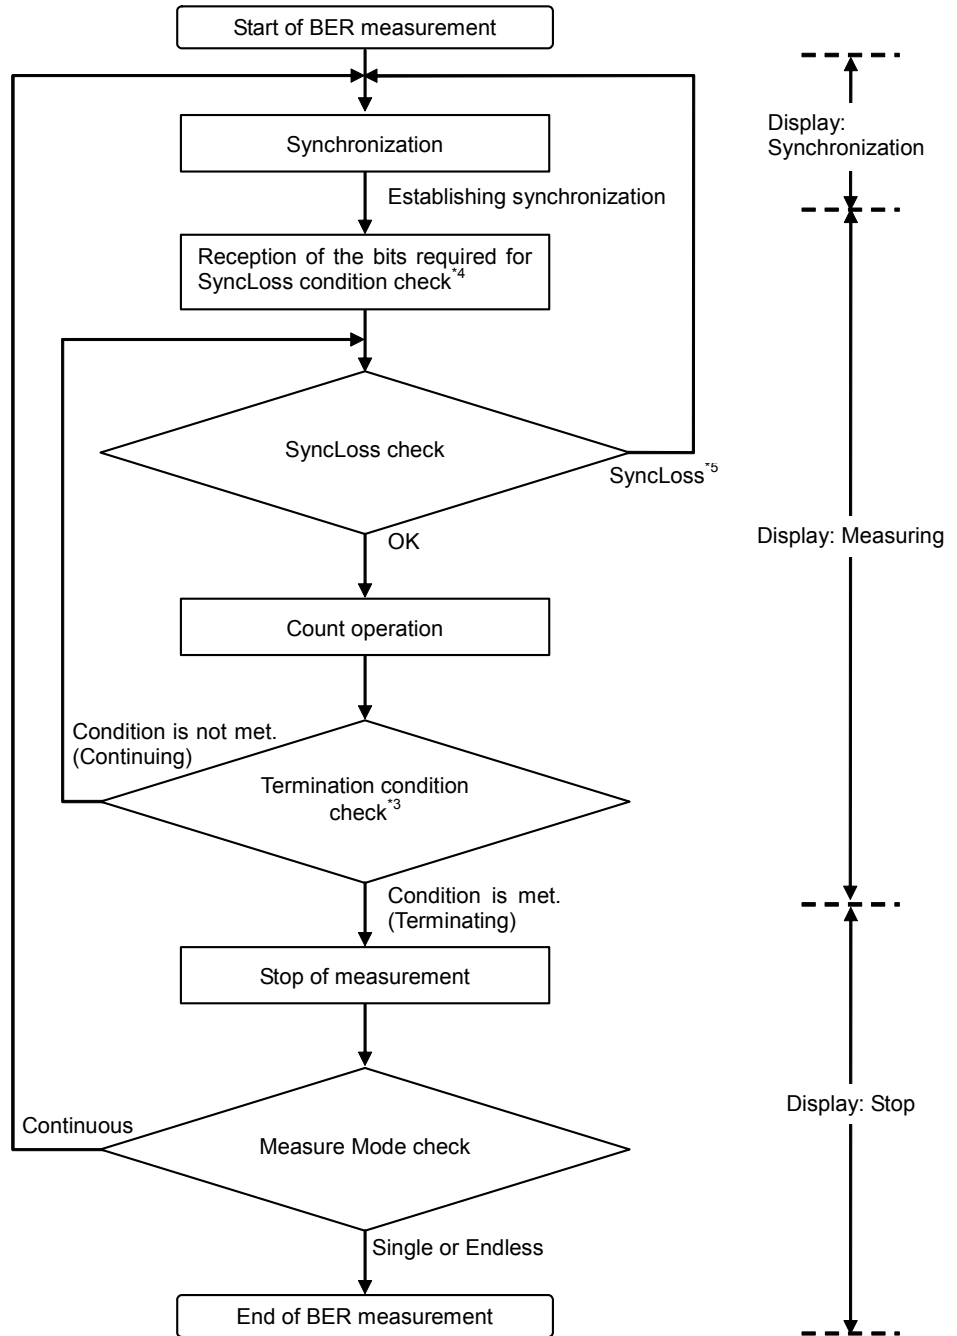 Start of BER measurement
Display:
Synchronization
Synchronization
Establishing synchronization
Reception of the bits required for
SyncLoss condition check*4
SyncLoss check
SyncLoss*5
OK
Display: Measuring
Count operation
Condition is not met.
(Continuing)
Termination condition
check*3
Condition is met.
(Terminating)
Stop of measurement
Display: Stop
Continuous
Measure Mode check
Single or Endless
End of BER measurement